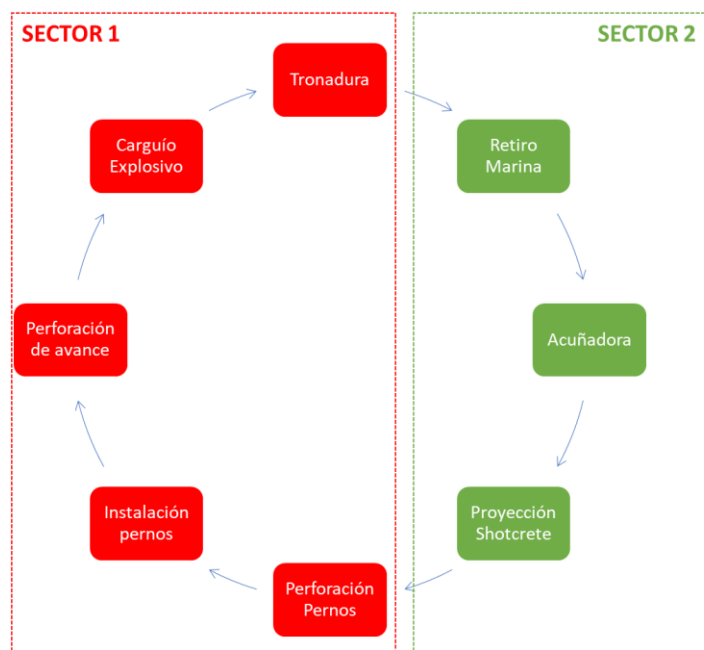 SECTOR 1
SECTOR 2
Tronadura
Retiro
Marina
Acuñadora
Proyección
Shotcrete
Perforación
Pernos
Instalación
pernos
Perforación
de avance
Carguío
Explosivo